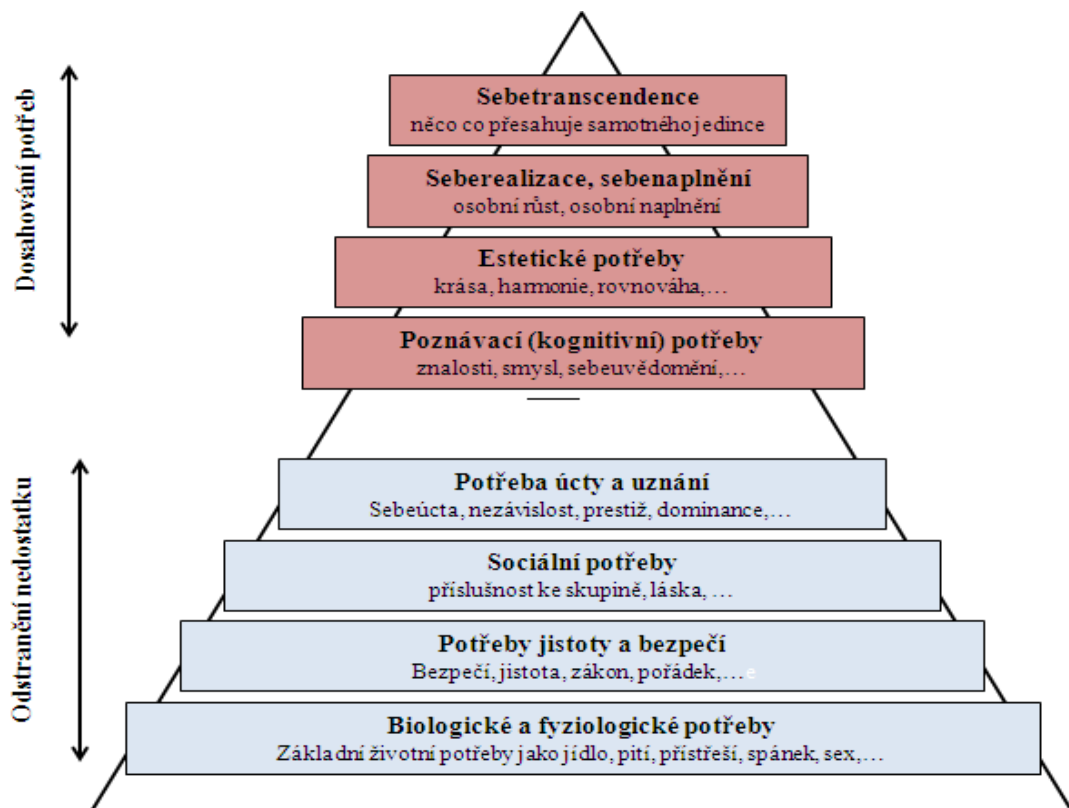 Dosahování potřeb
Sebetranscendence
něco co přesahuje samotného jedince
Seberealizace, sebenaplnění
osobní růst, osobní naplnění
Estetické potřeby
krása, harmonie, rovnováha,…
Poznávací (kognitivní) potřeby
znalosti, smysl, sebeuvědomění,…
Odstranění nedostatku
Potřeba úcty a uznání
Sebeúcta, nezávislost, prestiž, dominance,…
Sociální potřeby
příslušnost ke skupině, láska, …
Potřeby jistoty a bezpečí
Bezpečí, jistota, zákon, pořádek,…e
Biologické a fyziologické potřeby
Základní životní potřeby jako jídlo, pití, přístřeší, spánek, sex,…